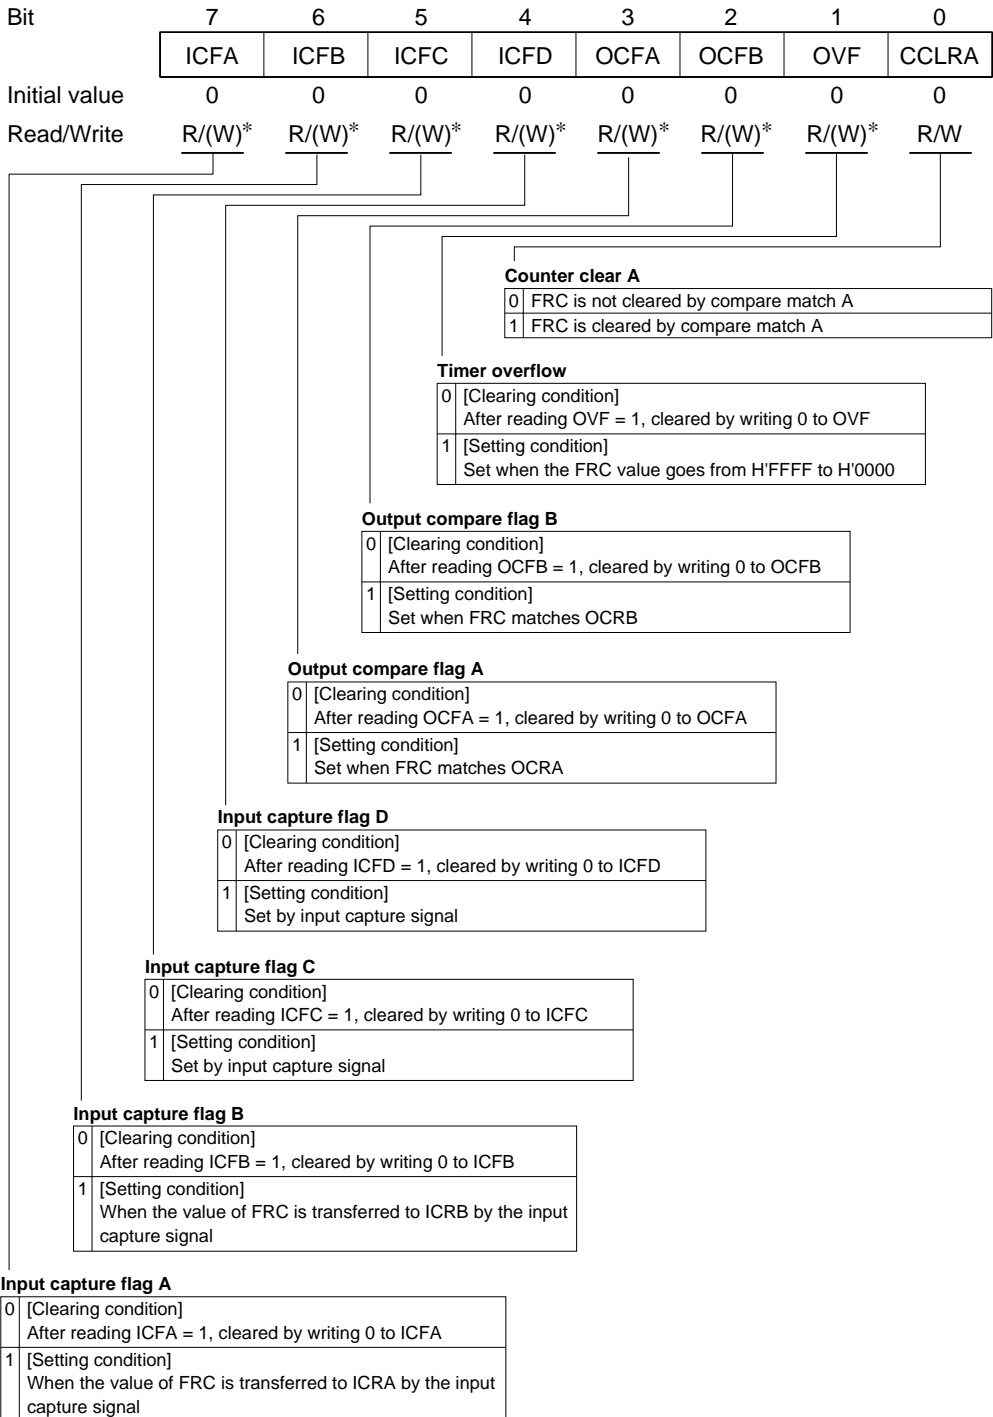 Bit 7 6 5 4 3 2 1 0
ICFA ICFB ICFC ICFD OCFA OCFB OVF CCLRA
Initial value 0 0 0 0 0 0 0 0
Read/Write R/(W)* R/(W)* R/(W)* R/(W)* R/(W)* R/(W)* R/(W)* R/W
Counter clear A
0 FRC is not cleared by compare match A
1 FRC is cleared by compare match A
Timer overflow
0 [Clearing condition]
After reading OVF = 1, cleared by writing 0 to OVF
1 [Setting condition]
Set when the FRC value goes from H'FFFF to H'0000
Output compare flag B
0 [Clearing condition]
After reading OCFB = 1, cleared by writing 0 to OCFB
1 [Setting condition]
Set when FRC matches OCRB
Output compare flag A
0 [Clearing condition]
After reading OCFA = 1, cleared by writing 0 to OCFA
1 [Setting condition]
Set when FRC matches OCRA
Input capture flag D
0 [Clearing condition]
After reading ICFD = 1, cleared by writing 0 to ICFD
1 [Setting condition]
Set by input capture signal
Input capture flag C
0 [Clearing condition]
After reading ICFC = 1, cleared by writing 0 to ICFC
1 [Setting condition]
Set by input capture signal
Input capture flag B
0 [Clearing condition]
After reading ICFB = 1, cleared by writing 0 to ICFB
1 [Setting condition]
When the value of FRC is transferred to ICRB by the input
capture signal
Input capture flag A
0 [Clearing condition]
After reading ICFA = 1, cleared by writing 0 to ICFA
1 [Setting condition]
When the value of FRC is transferred to ICRA by the input
capture signal